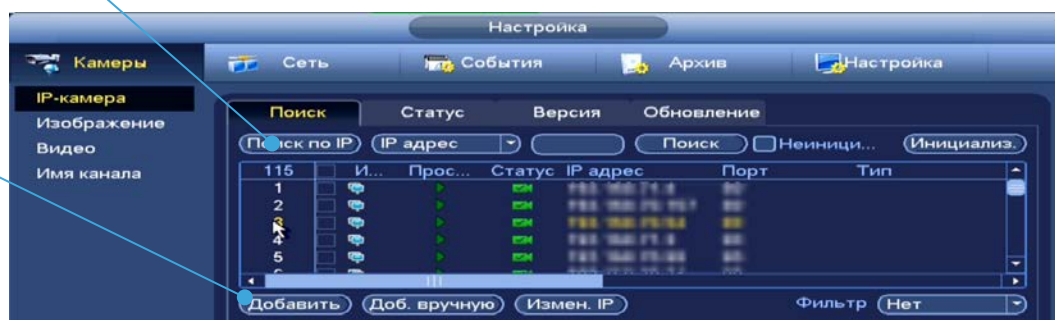 Настройка
Камеры Сеть События Архив Настройка
IP-камера
Изображение
Видео
Имя канала
Поиск Статус Версия Обновление
Поиск по IP IP адрес Поиск Неиници... Инициализ.
115 И... Прос... Статус IP адрес Порт Тип
1
2
3
4
5
Добавить Доб. вручную Измен. IP Фильтр Нет